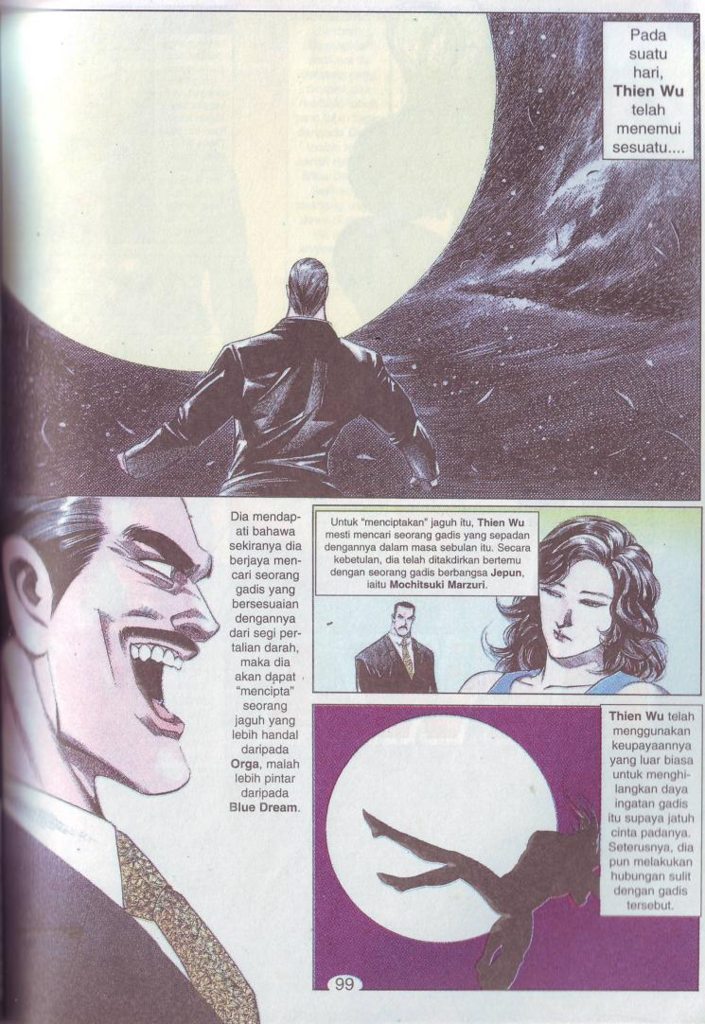 Pada
suatu
hari,
Thien Wu
telah
menemui
sesuatu....
Dia mendap-
ati bahawa
sekiranya dia
berjaya men-
cari seorang
gadis yang
bersesuaian
dengannya
dari segi per-
talian darah,
maka dia
akan dapat
"mencipta"
seorang
jaguh yang
lebih handal
daripada
Orga, malah
lebih pintar
daripada
Blue Dream.
Untuk "menciptakan" jaguh itu, Thien Wu
mesti mencari seorang gadis yang sepadan
dengannya dalam masa sebulan itu. Secara
kebetulan, dia telah ditakdirkan bertemu
dengan seorang gadis berbangsa Jepun,
iaitu Mochitsuki Marzuri.
Thien Wu telah
menggunakan
keupayaannya
yang luar biasa
untuk menghi-
langkan daya
ingatan gadis
itu supaya jatuh
cinta padanya.
Seterusnya, dia
pun melakukan
hubungan sulit
dengan gadis
tersebut.
99